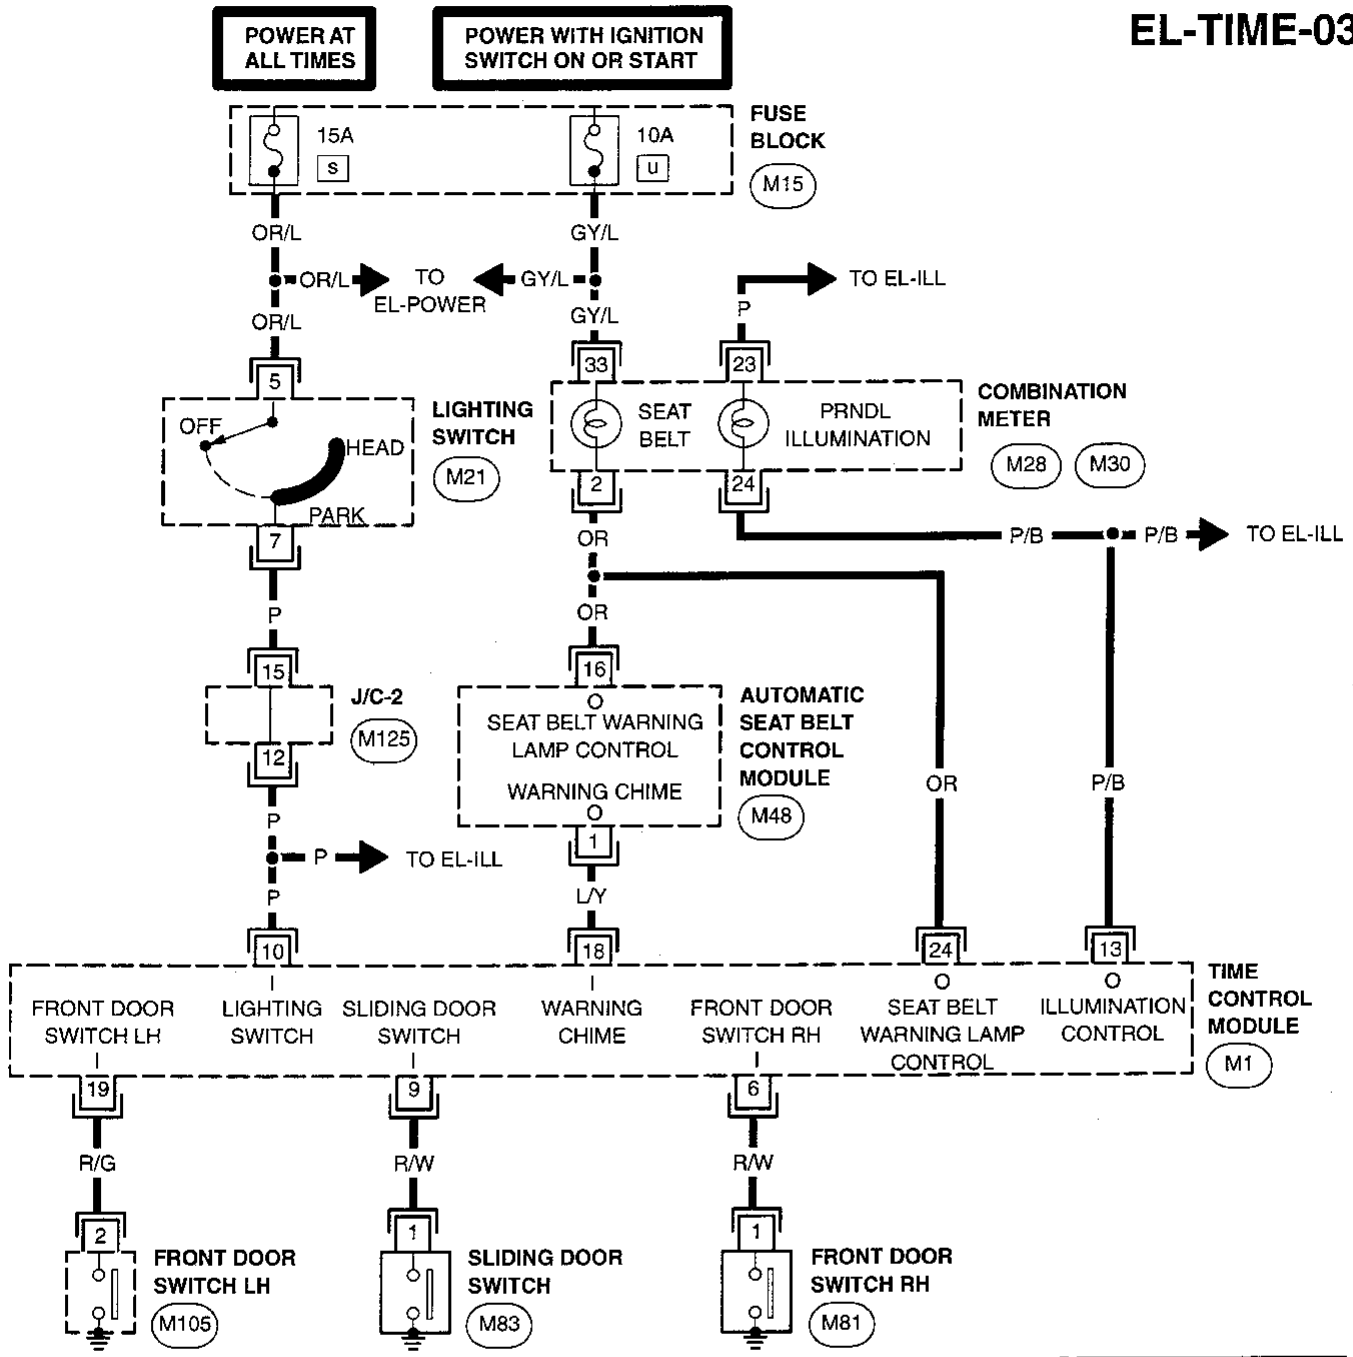 EL-TIME-03
POWER AT
ALL TIMES
POWER WITH IGNITION
SWITCH ON OR START
15A
s
10A
u
FUSE
BLOCK
M15
OR/L
GY/L
OR/L
TO
EL-POWER
GY/L
TO EL-ILL
OR/L
GY/L
P
5
33
23
OFF
HEAD
PARK
LIGHTING
SWITCH
M21
SEAT
BELT
PRNDL
ILLUMINATION
COMBINATION
METER
M28
M30
7
2
24
OR
P/B
P/B
TO EL-ILL
P
OR
15
16
J/C-2
M125
SEAT BELT WARNING
LAMP CONTROL
WARNING CHIME
AUTOMATIC
SEAT BELT
CONTROL
MODULE
M48
OR
P/B
12
P
1
P
TO EL-ILL
P
L/Y
10
18
24
13
FRONT DOOR
SWITCH LH
LIGHTING
SWITCH
SLIDING DOOR
SWITCH
WARNING
CHIME
FRONT DOOR
SWITCH RH
SEAT BELT
WARNING LAMP
CONTROL
ILLUMINATION
CONTROL
TIME
CONTROL
MODULE
M1
19
9
6
R/G
R/W
R/W
2
1
1
FRONT DOOR
SWITCH LH
M105
SLIDING DOOR
SWITCH
M83
FRONT DOOR
SWITCH RH
M81